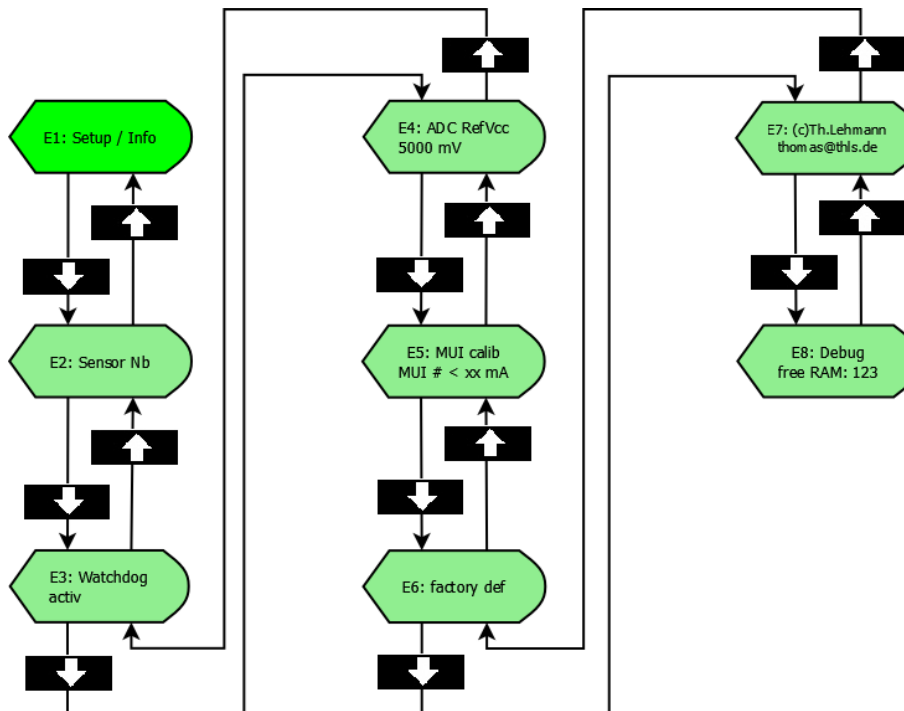 E1: Setup / Info
E2: Sensor Nb
E3: Watchdog
activ
E4: ADC RefVcc
5000 mV
E5: MUI calib
MUI # < xx mA
E6: factory def
E7: (c)Th.Lehmann
thomas@thls.de
E8: Debug
free RAM: 123